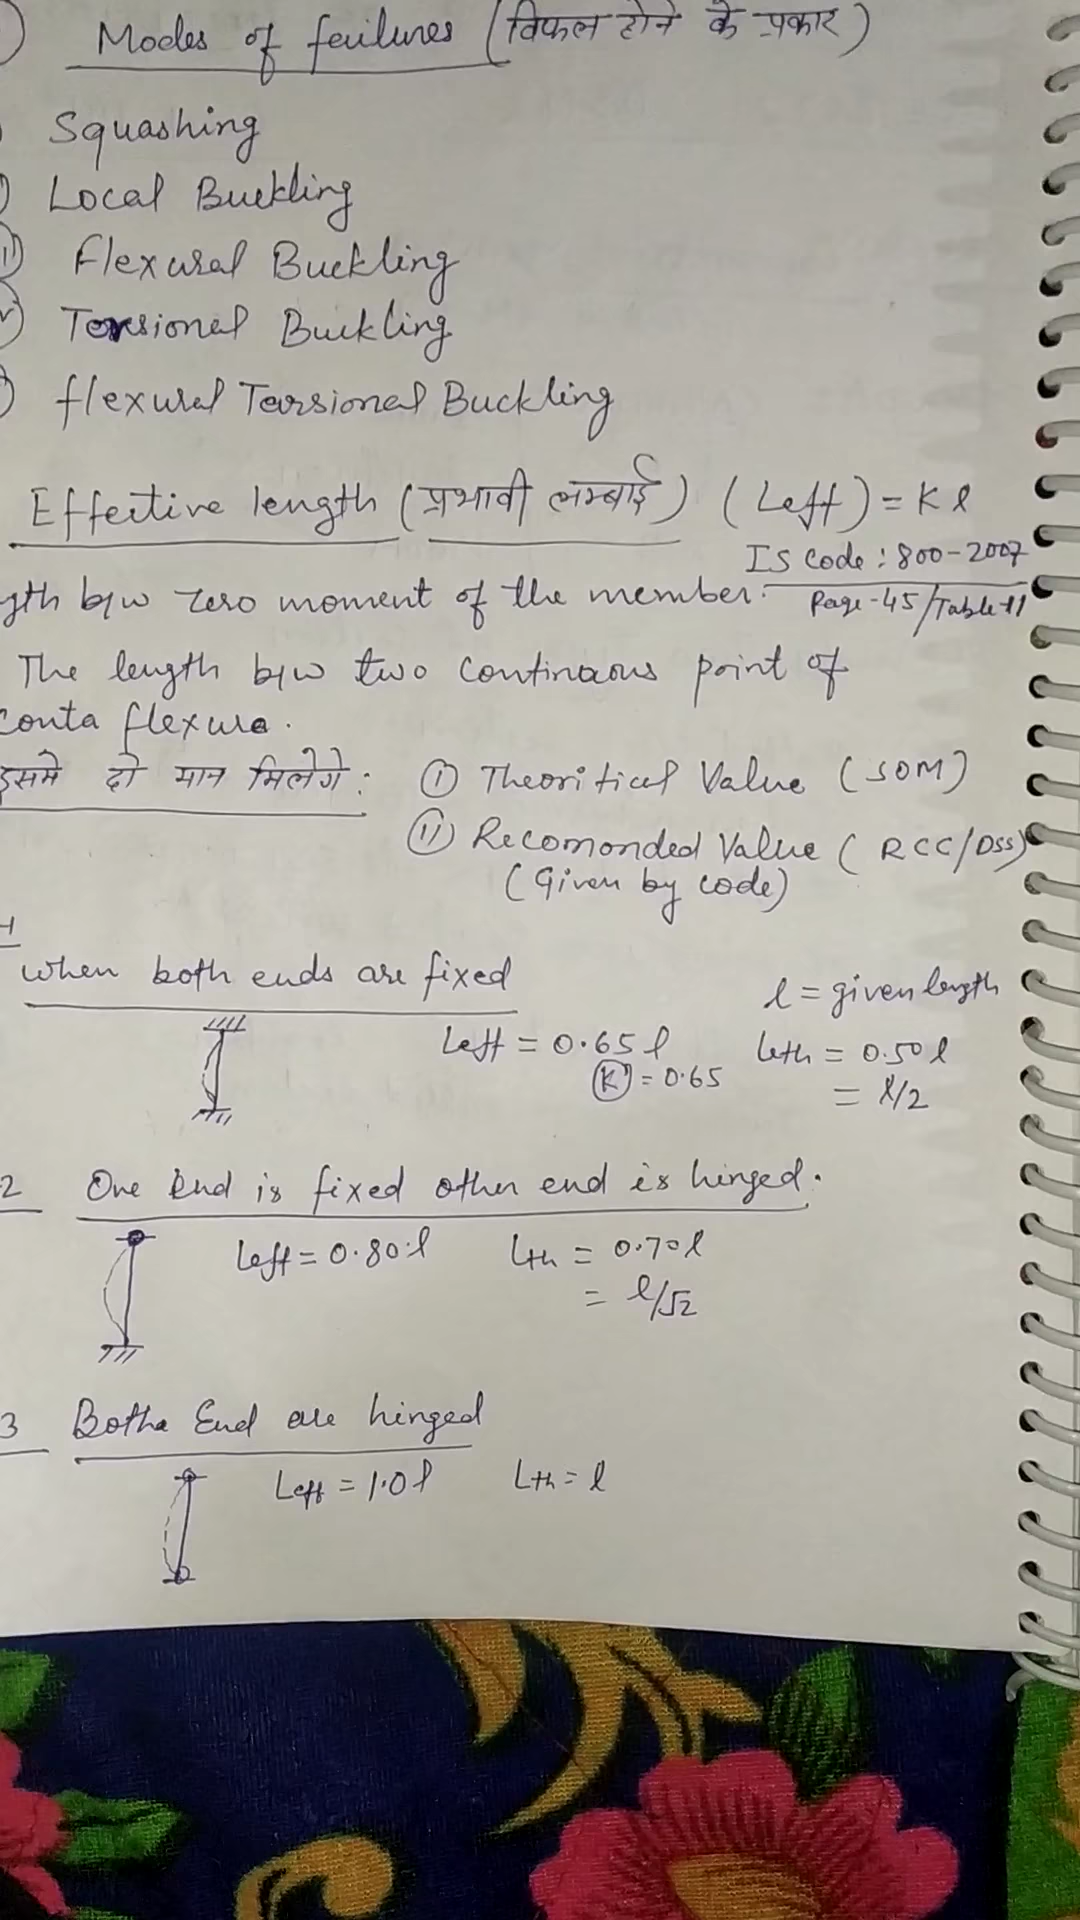 Modes of feilures (विफल होने के प्रकार)
Squashing
Local Buckling
Flexural Buckling
Torsional Buckling
flexural Torsional Buckling
Effective length (प्रभावी लम्बाई) (Leff) = K l
IS Code : 800-2007
gth b/w zero moment of the member. Page-45/Table-11
The length b/w two continuous point of
conta flexure.
इसमे दो मान मिलेगे : (i) Theoritical Value (SOM)
(ii) Recomonded Value ( RCC/DSS)
(Given by code)
when both ends are fixed
l = given length
Leff = 0.65 l Leth = 0.50 l
K = 0.65 = l/2
2 One End is fixed other end is hinged.
Leff = 0.80 l Lth = 0.70 l
= l/√2
3 Bothe End are hinged
Leff = 1.0 l Lth = l